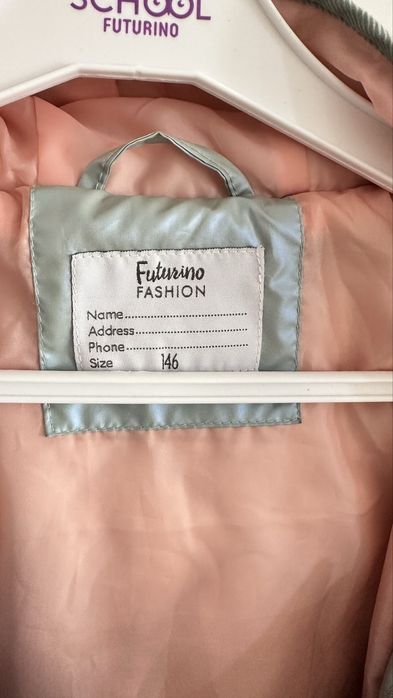 SCHOOL
FUTURINO
Futurino
FASHION
Name..............................
Address..........................
Phone.............................
Size 146